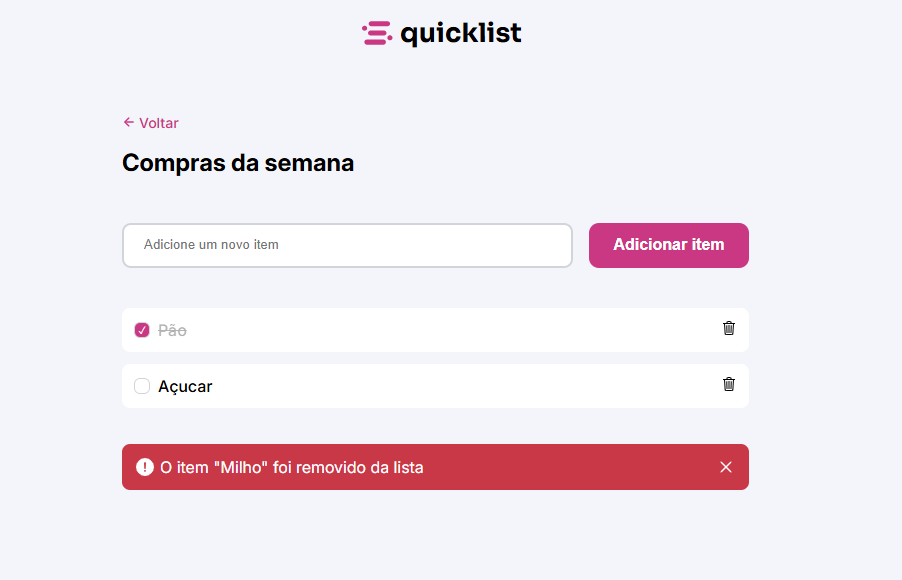 quicklist
← Voltar
Compras da semana
Adicione um novo item
Adicionar item
Pão
Açucar
O item "Milho" foi removido da lista